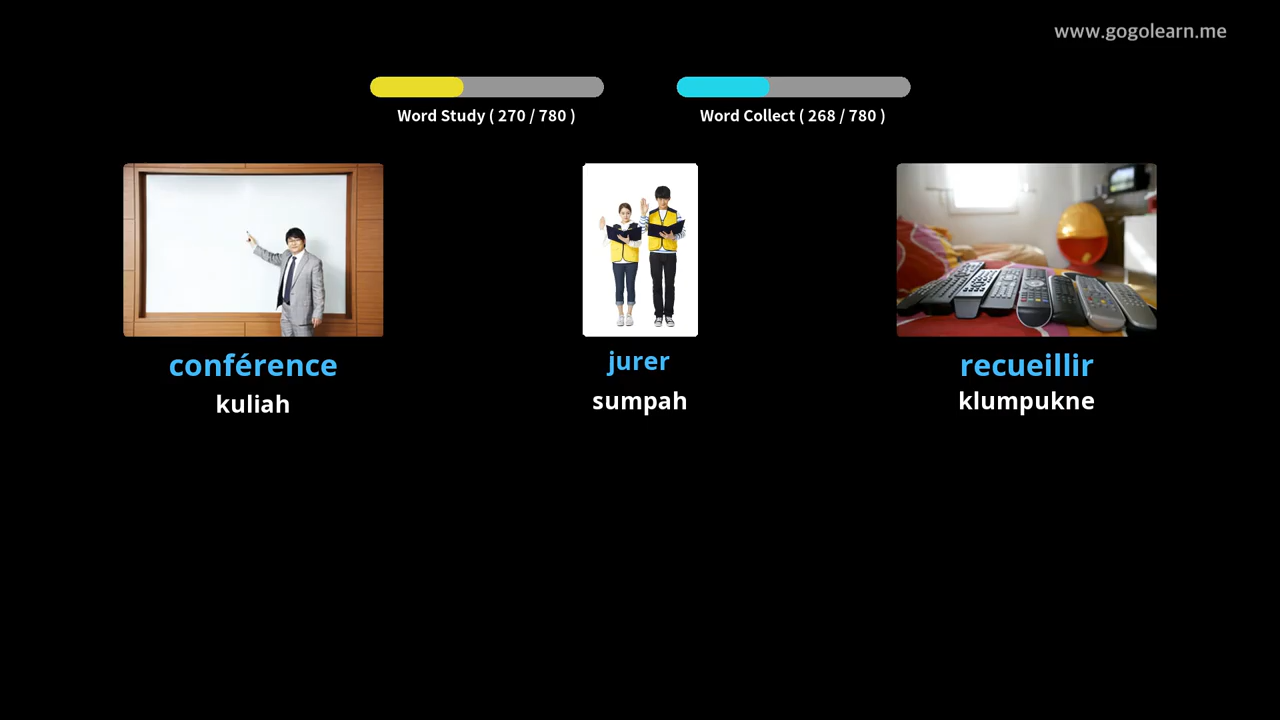 www.gogolearn.me
Word Study ( 270 / 780 )
Word Collect ( 268 / 780 )
conférence
kuliah
jurer
sumpah
recueillir
klumpukne